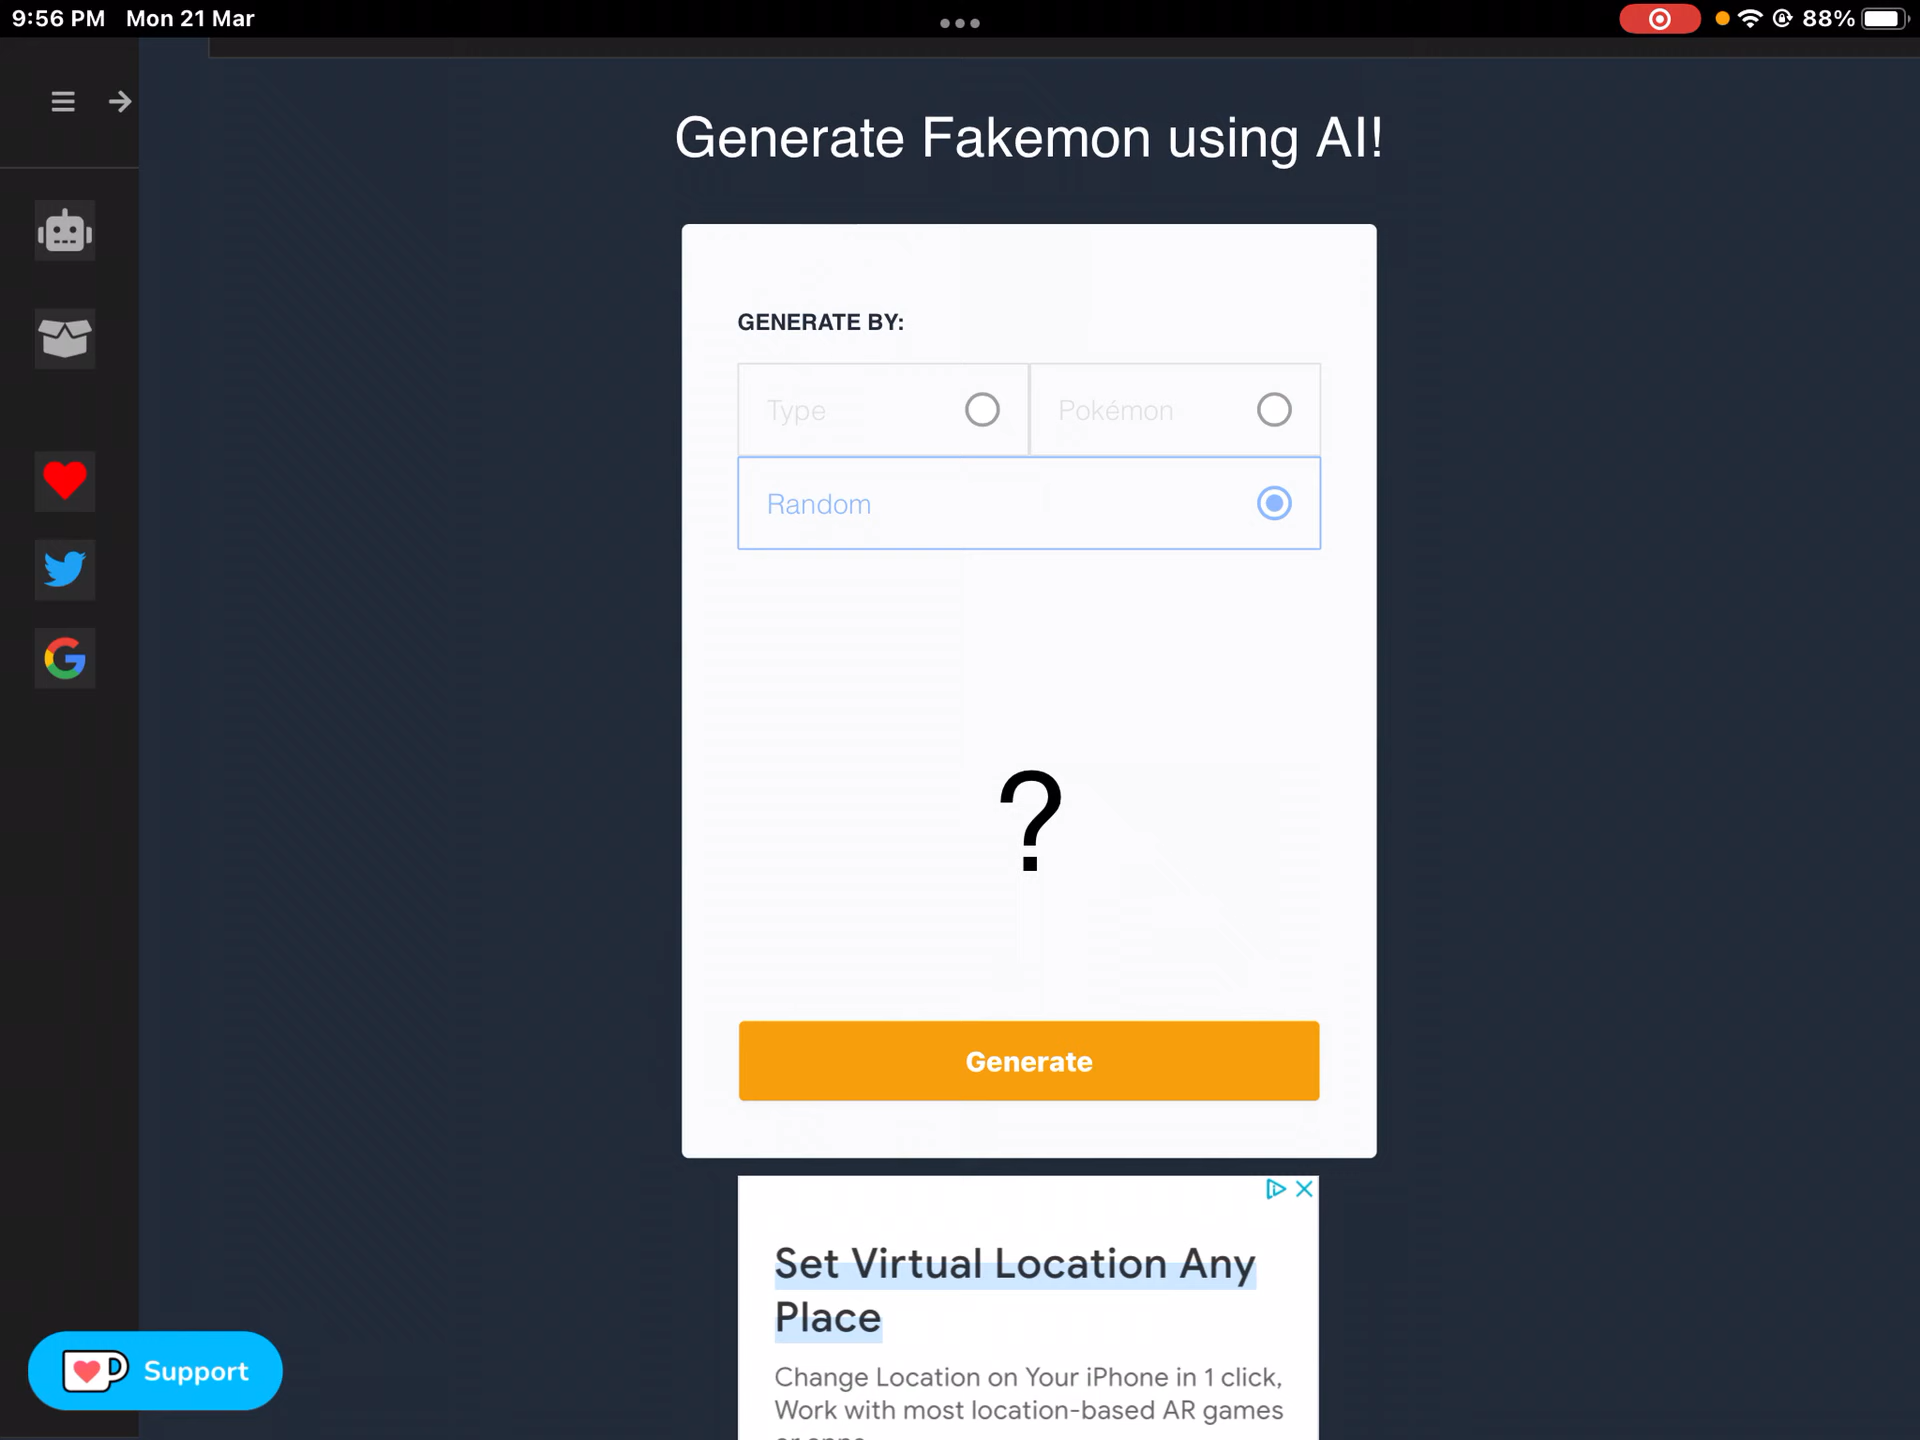 9:56 PM Mon 21 Mar
88%
Generate Fakemon using AI!
GENERATE BY:
Type
Pokémon
Random
?
Generate
Set Virtual Location Any
Place
Change Location on Your iPhone in 1 click,
Work with most location-based AR games
Support